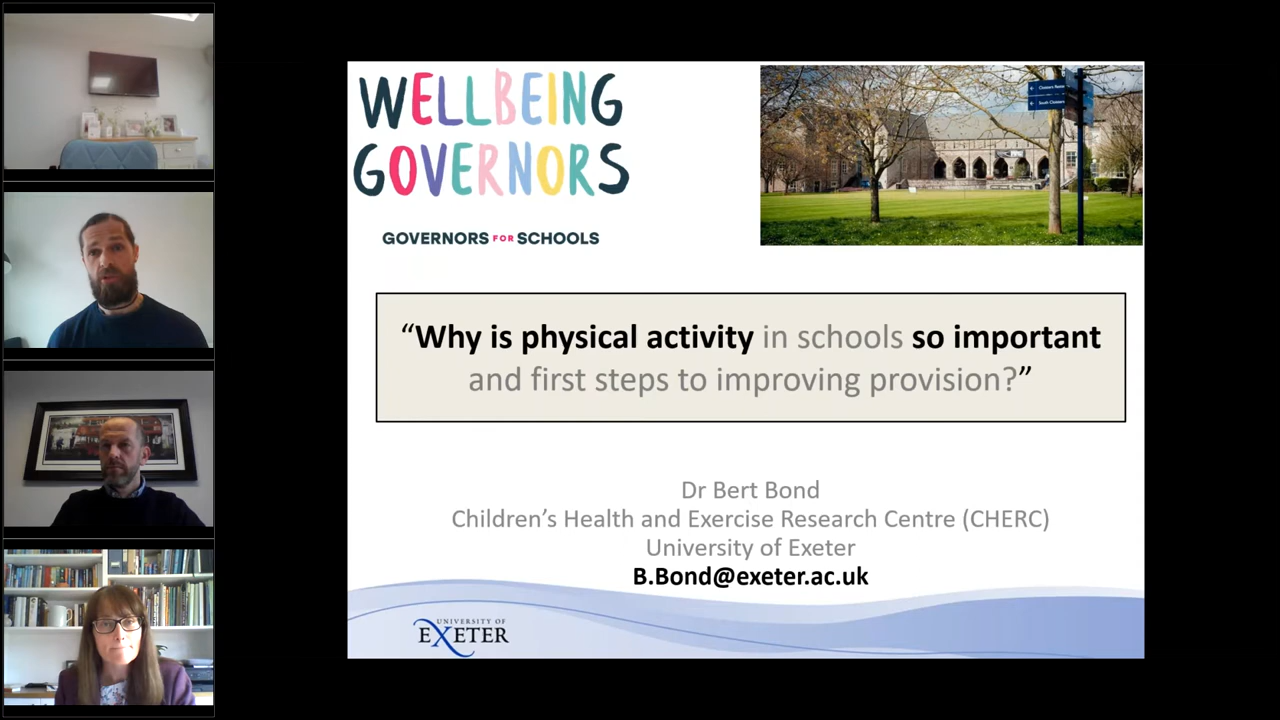 WELLBEING
GOVERNORS
GOVERNORS FOR SCHOOLS
“Why is physical activity in schools so important
and first steps to improving provision?”
Dr Bert Bond
Children’s Health and Exercise Research Centre (CHERC)
University of Exeter
B.Bond@exeter.ac.uk
UNIVERSITY OF
EXETER